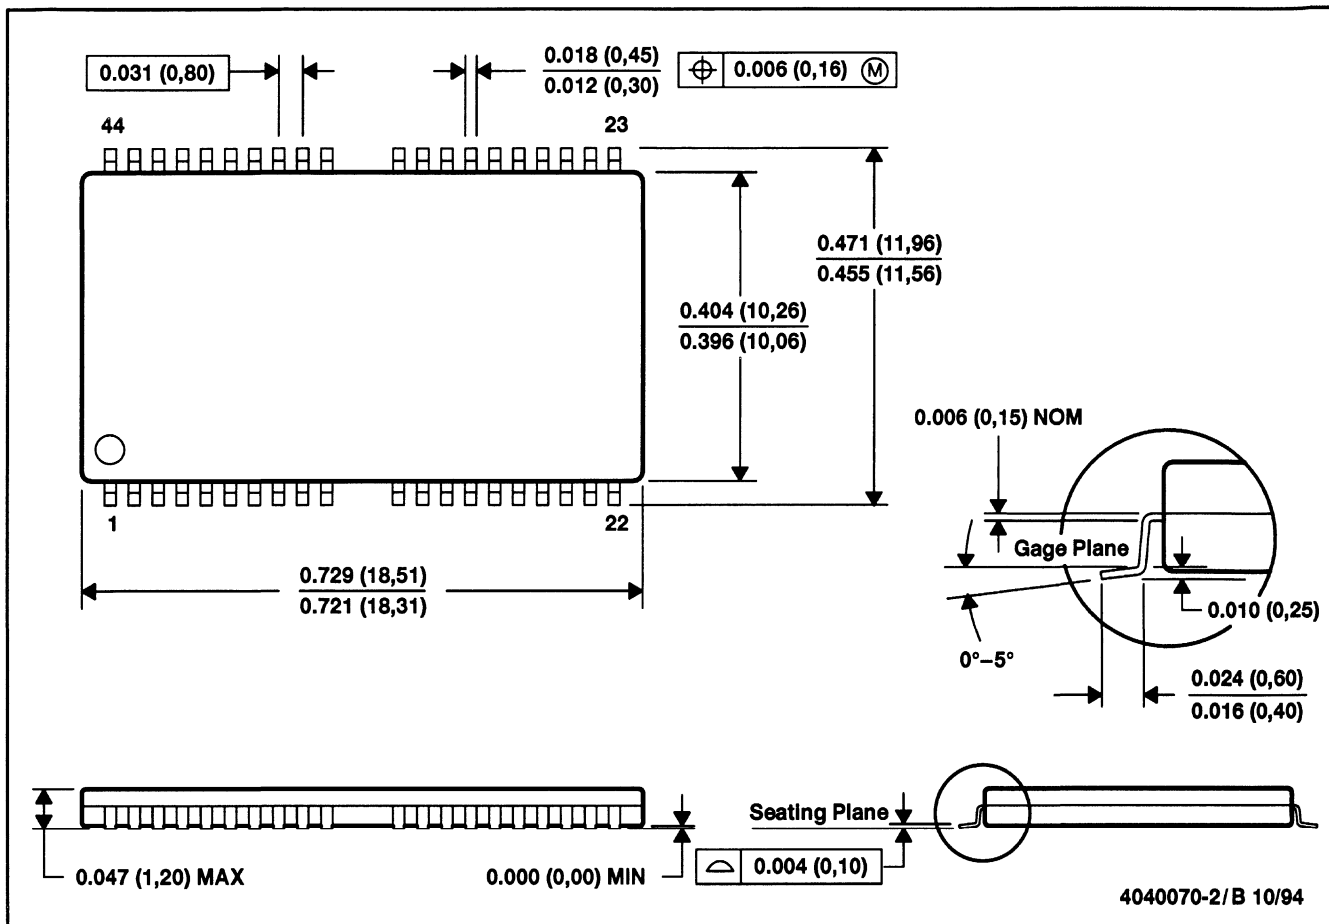 0.031 (0,80)
0.018 (0,45)
0.012 (0,30)
0.006 (0,16) M
44
23
0.471 (11,96)
0.455 (11,56)
0.404 (10,26)
0.396 (10,06)
1
22
0.729 (18,51)
0.721 (18,31)
0.006 (0,15) NOM
Gage Plane
0.010 (0,25)
0°–5°
0.024 (0,60)
0.016 (0,40)
Seating Plane
0.047 (1,20) MAX
0.000 (0,00) MIN
0.004 (0,10)
4040070-2/ B 10/94